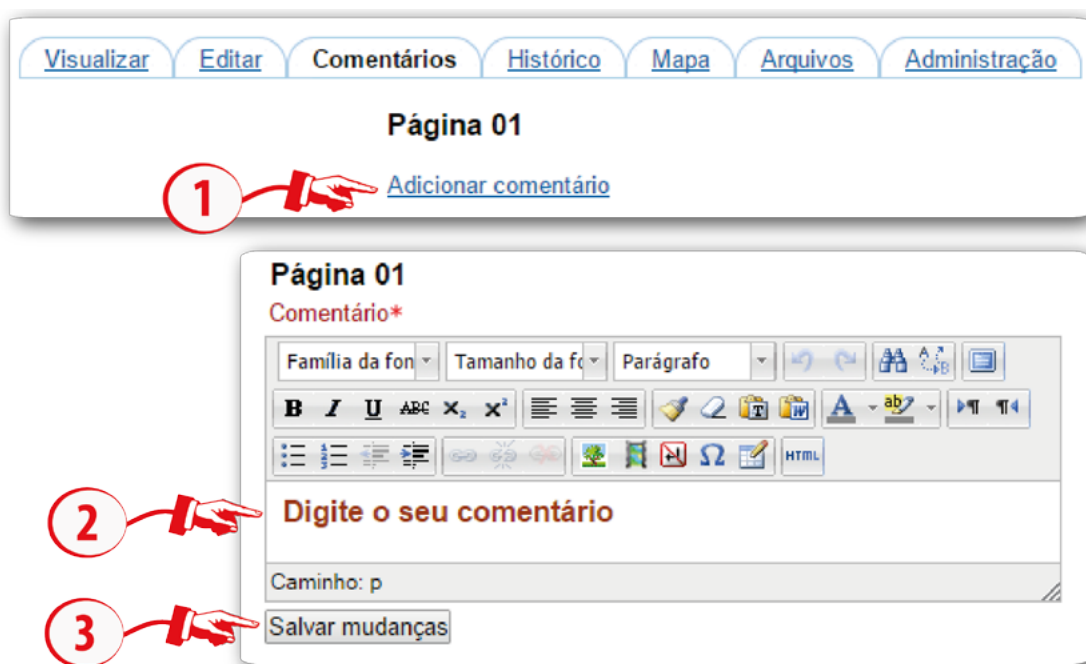 Visualizar Editar Comentários Histórico Mapa Arquivos Administração
Página 01
1 Adicionar comentário
Página 01
Comentário*
Família da fon Tamanho da fo Parágrafo
B I U ABC X₂ X² T W A ab
HTML
2 Digite o seu comentário
Caminho: p
3 Salvar mudanças